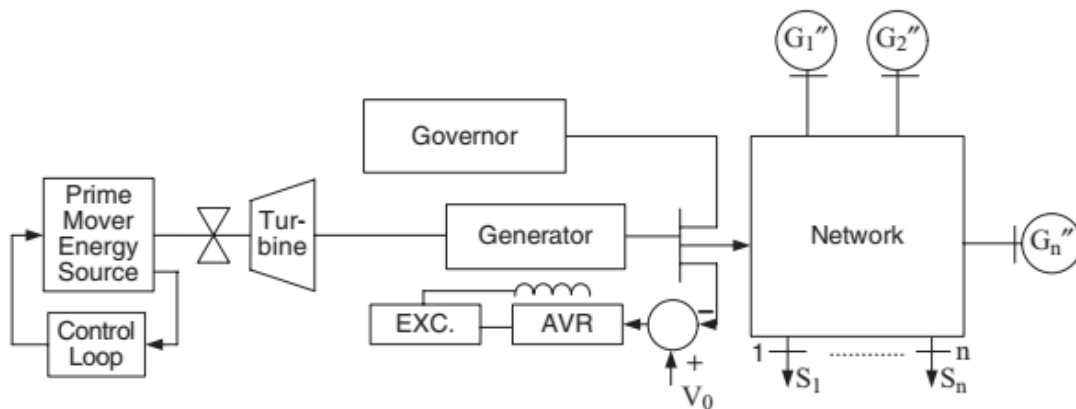 G1″
G2″
Governor
Prime
Mover
Energy
Source
Tur-
bine
Generator
Network
Gn″
Control
Loop
EXC.
AVR
−
+
V0
1
n
S1
Sn